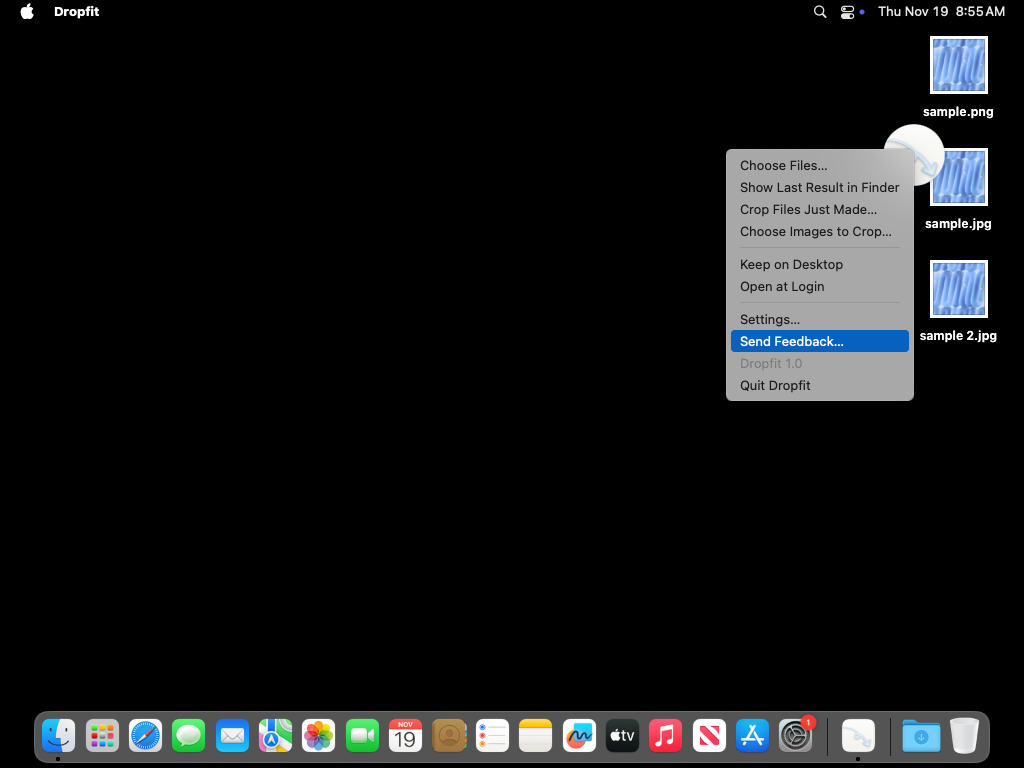 Dropfit
Thu Nov 19 8:55 AM
sample.png
sample.jpg
sample 2.jpg
Choose Files...
Show Last Result in Finder
Crop Files Just Made...
Choose Images to Crop...
Keep on Desktop
Open at Login
Settings...
Send Feedback...
Dropfit 1.0
Quit Dropfit
NOV
19
tv
1